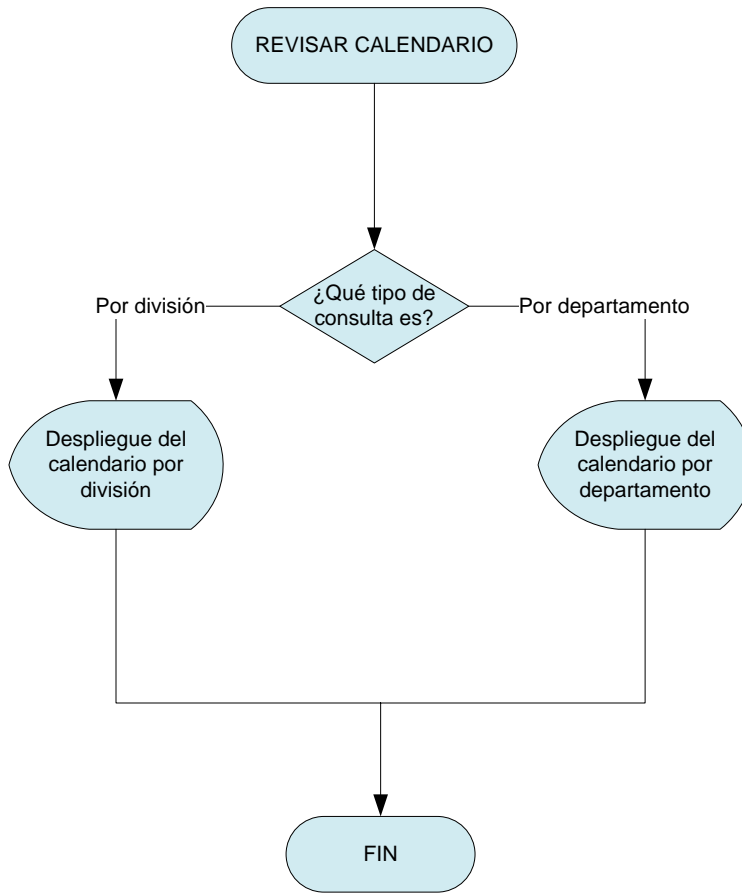 REVISAR CALENDARIO
¿Qué tipo de
consulta es?
Por división
Por departamento
Despliegue del
calendario por
división
Despliegue del
calendario por
departamento
FIN